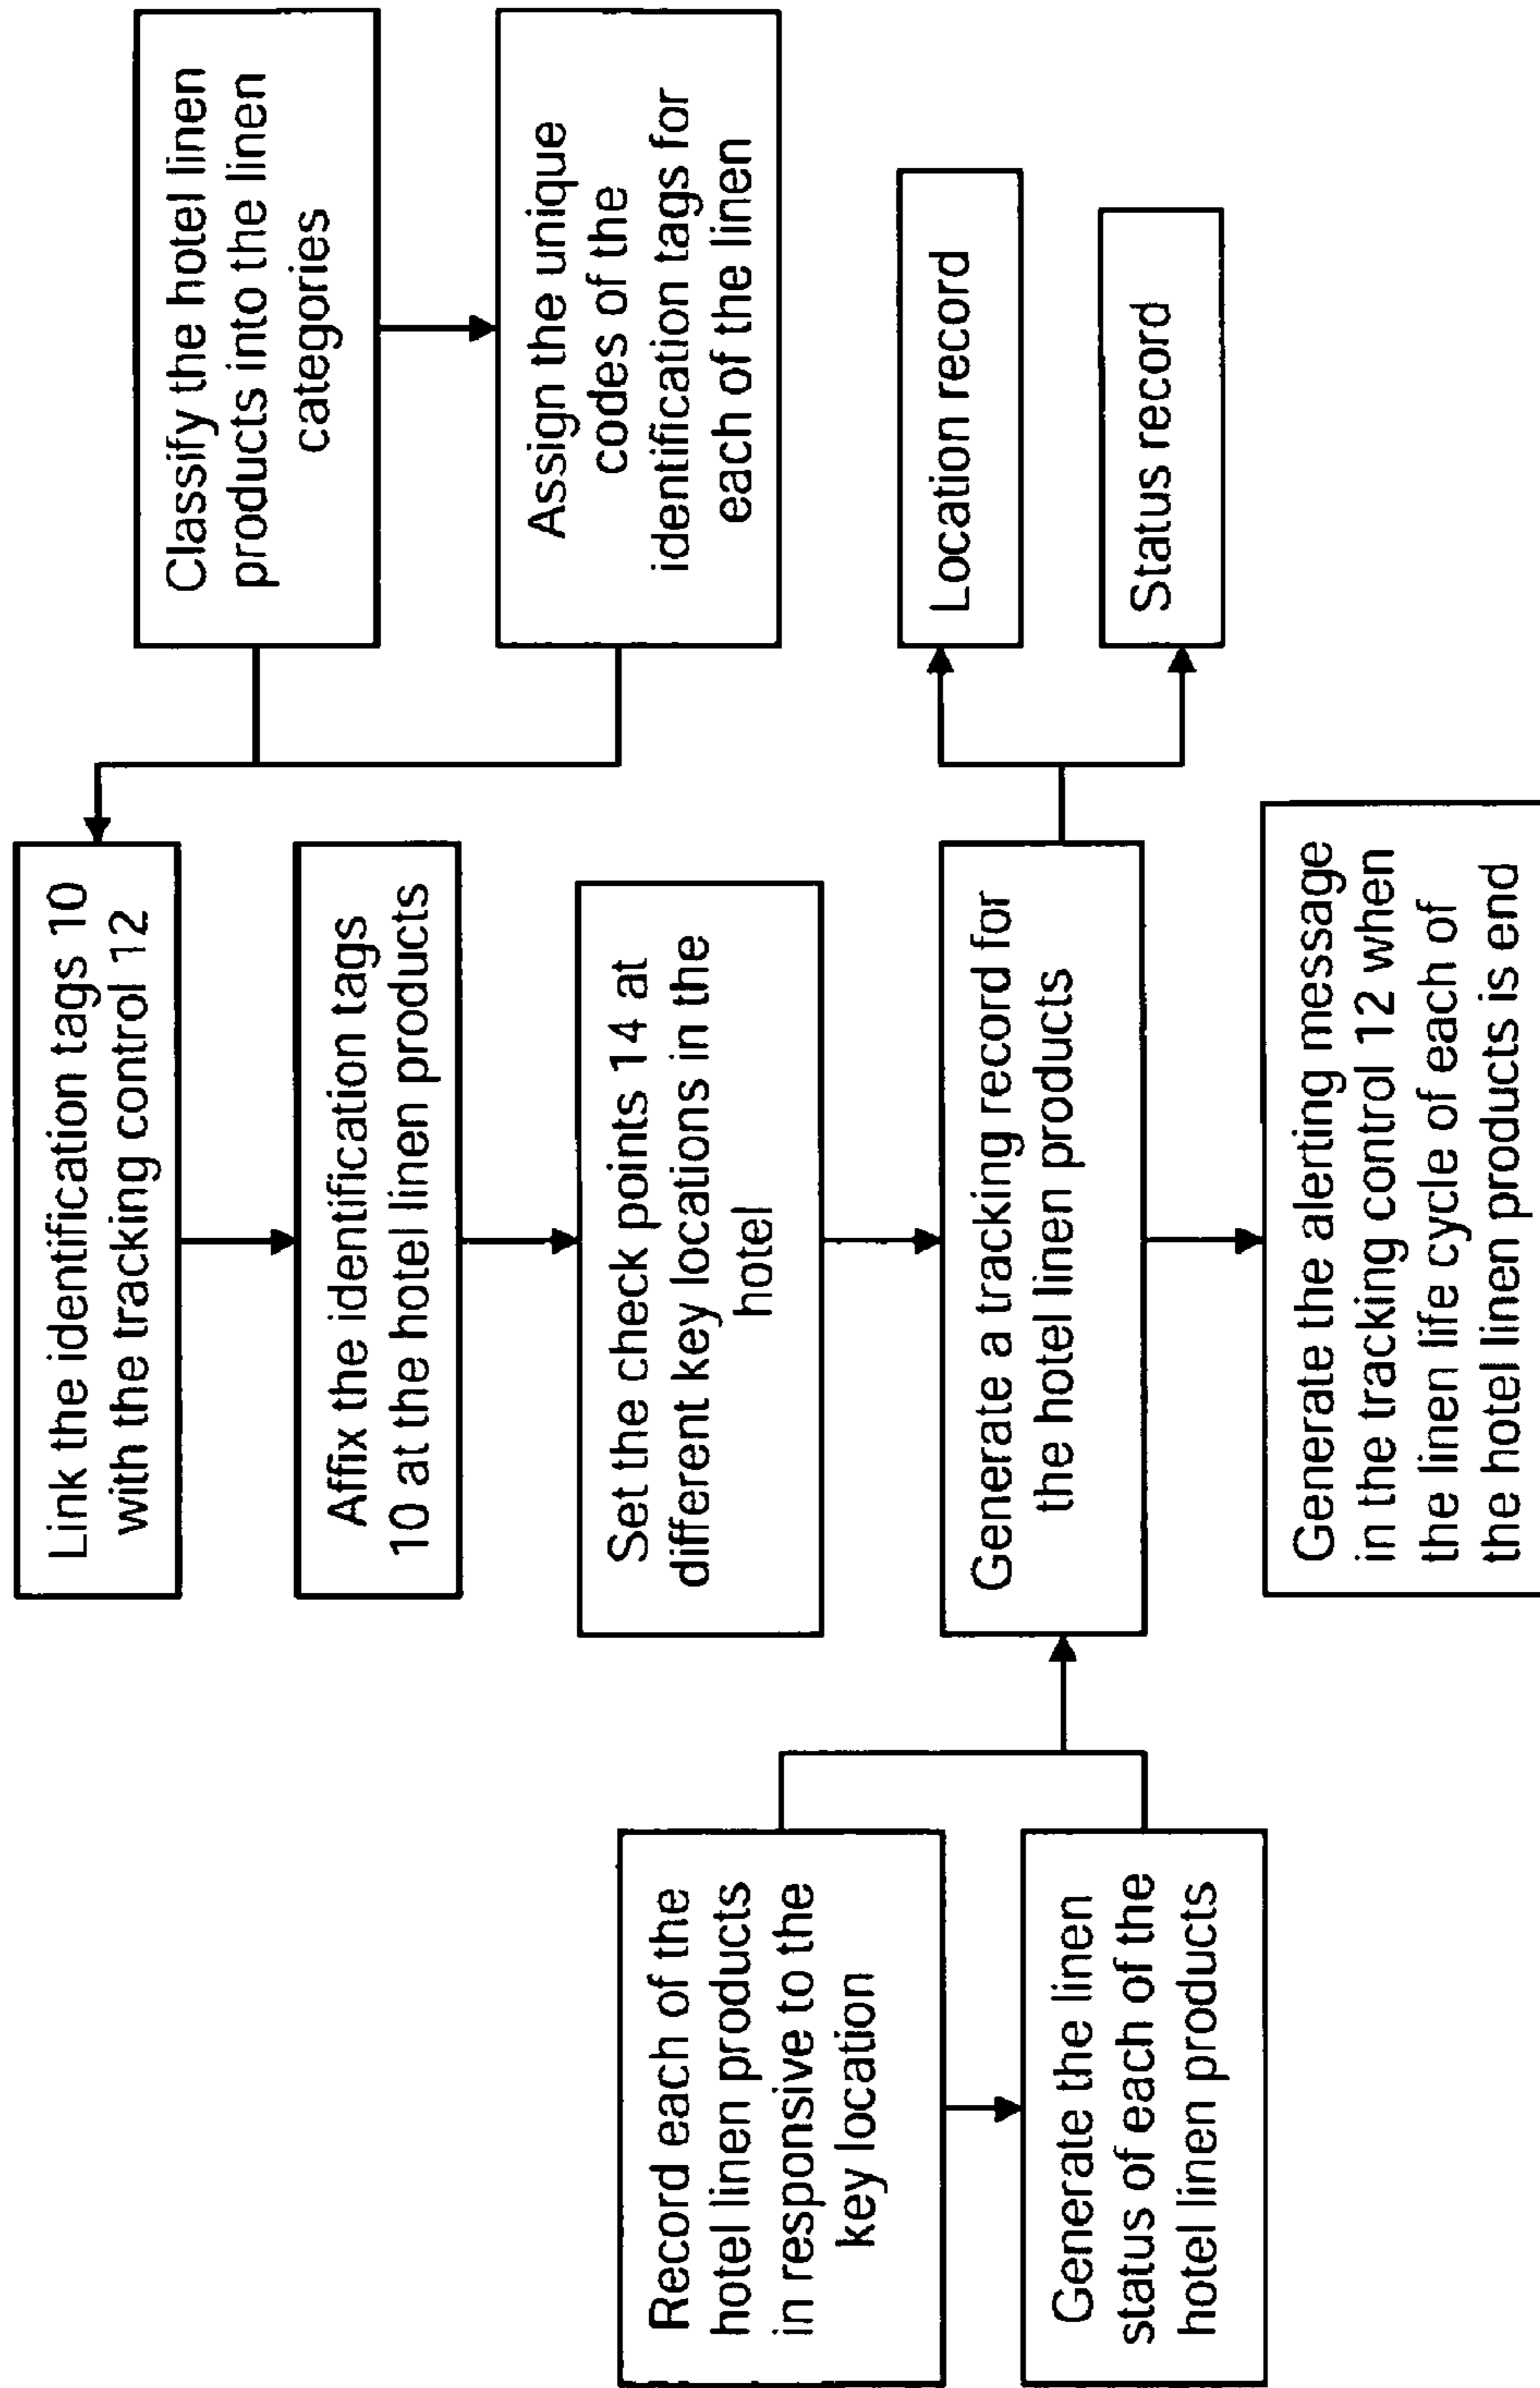 Link the identification tags 10
with the tracking control 12
Classify the hotel linen
products into the linen
categories
Assign the unique
codes of the
identification tags for
each of the linen
Affix the identification tags
10 at the hotel linen products
Set the check points 14 at
different key locations in the
hotel
Record each of the
hotel linen products
in responsive to the
key location
Generate the linen
status of each of the
hotel linen products
Generate a tracking record for
the hotel linen products
Location record
Status record
Generate the alerting message
in the tracking control 12 when
the linen life cycle of each of
the hotel linen products is end